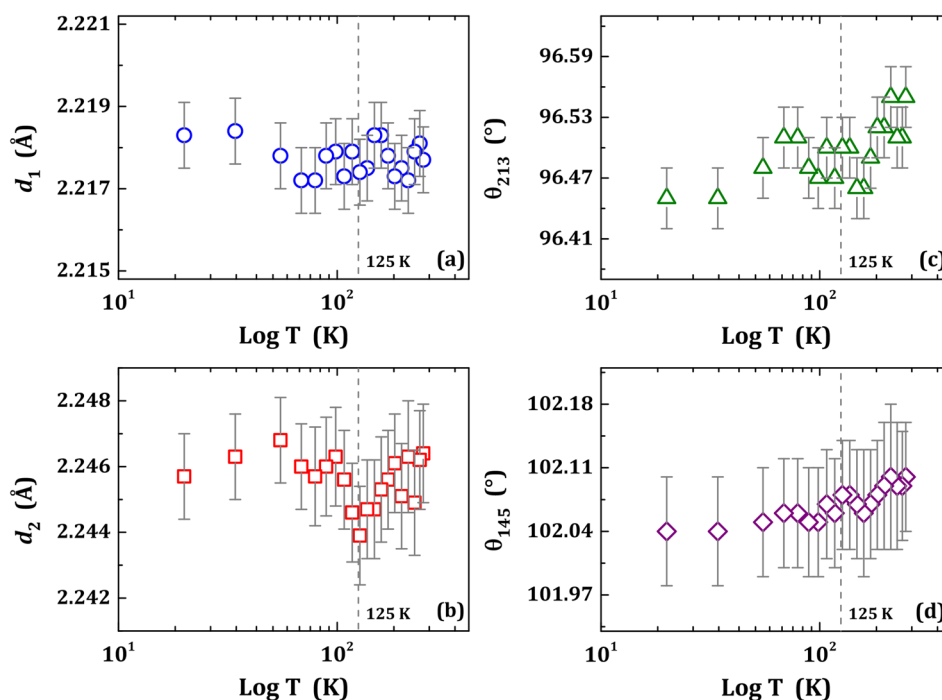 2.221
2.219
2.217
2.215
d₁ (Å)
125 K
(a)
10¹
10²
Log T (K)
96.59
96.53
96.47
96.41
θ₂₁₃ (°)
125 K
(c)
10¹
10²
Log T (K)
2.248
2.246
2.244
2.242
d₂ (Å)
125 K
(b)
10¹
10²
Log T (K)
102.18
102.11
102.04
101.97
θ₁₄₅ (°)
125 K
(d)
10¹
10²
Log T (K)